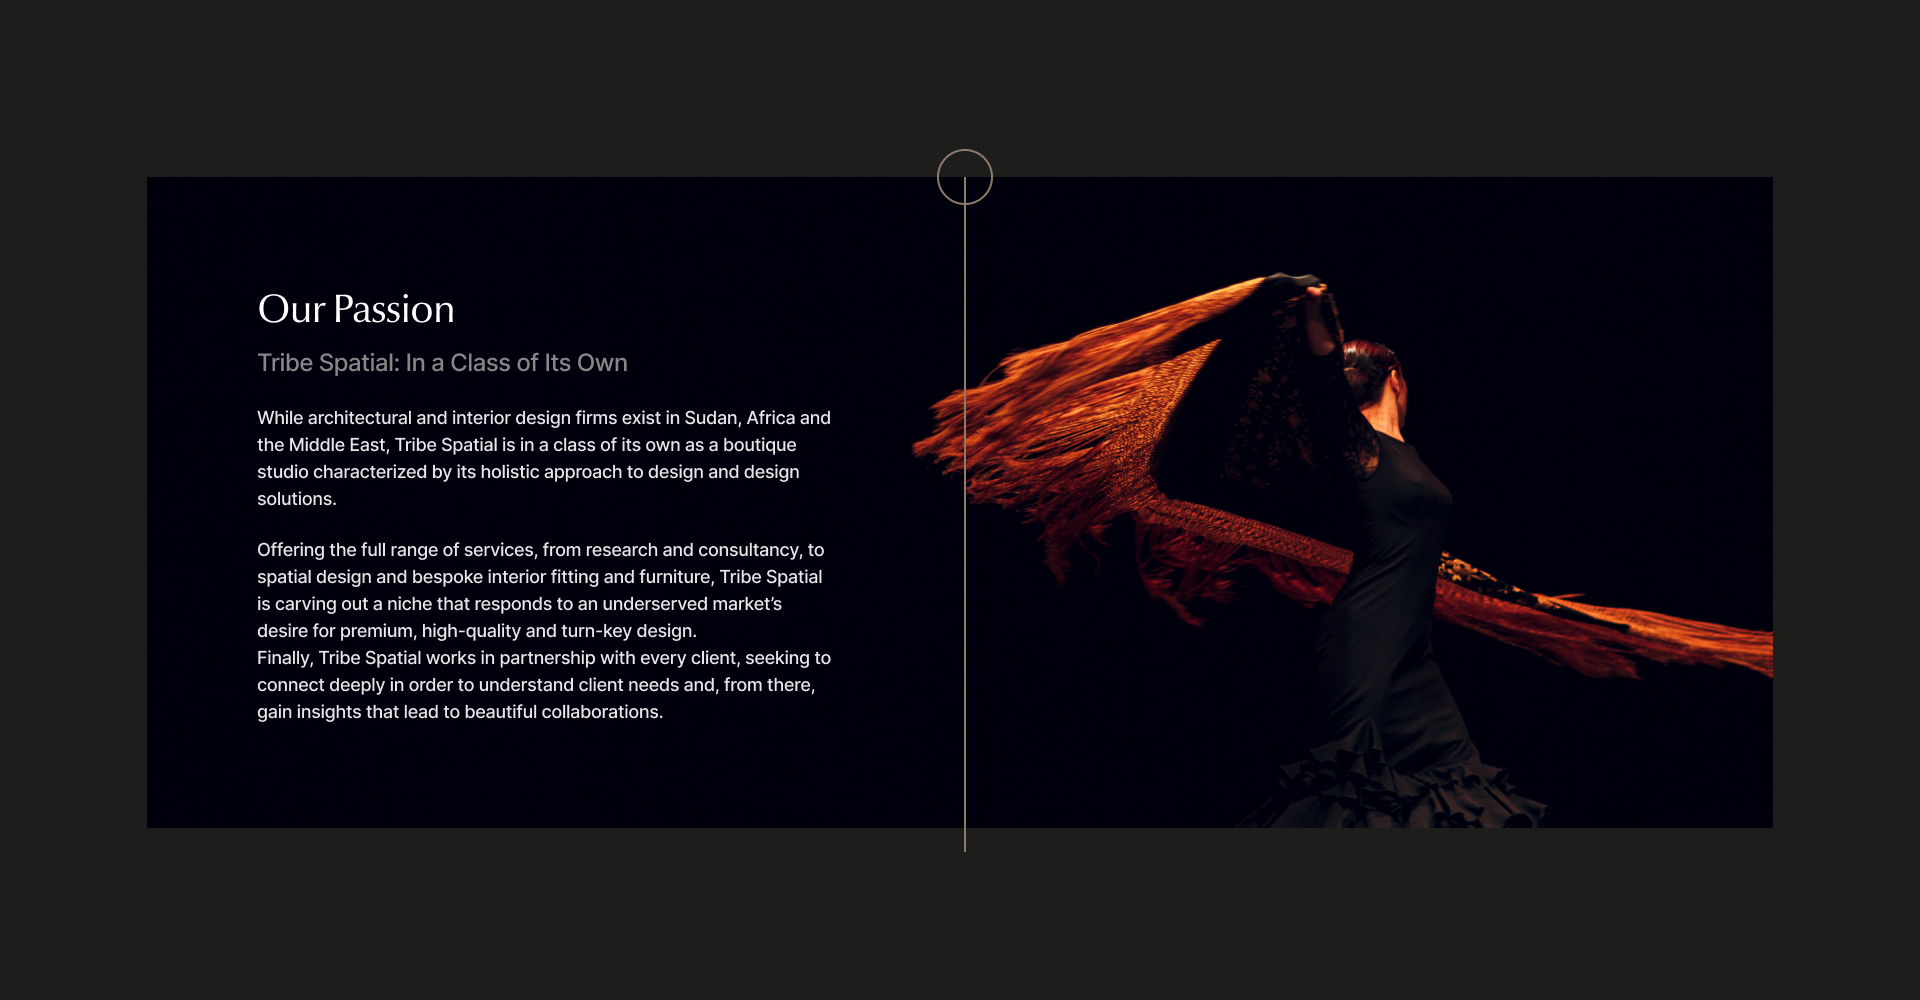 Our Passion
Tribe Spatial: In a Class of Its Own
While architectural and interior design firms exist in Sudan, Africa and
the Middle East, Tribe Spatial is in a class of its own as a boutique
studio characterized by its holistic approach to design and design
solutions.
Offering the full range of services, from research and consultancy, to
spatial design and bespoke interior fitting and furniture, Tribe Spatial
is carving out a niche that responds to an underserved market’s
desire for premium, high-quality and turn-key design.
Finally, Tribe Spatial works in partnership with every client, seeking to
connect deeply in order to understand client needs and, from there,
gain insights that lead to beautiful collaborations.